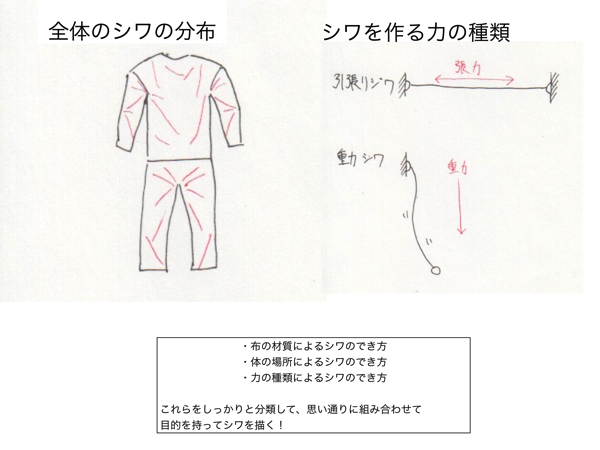 全体のシワの分布
シワを作る力の種類
引張りジワ
張力
重力シワ
重力
・布の材質によるシワのでき方
・体の場所によるシワのでき方
・力の種類によるシワのでき方
これらをしっかりと分類して、思い通りに組み合わせて
目的を持ってシワを描く！